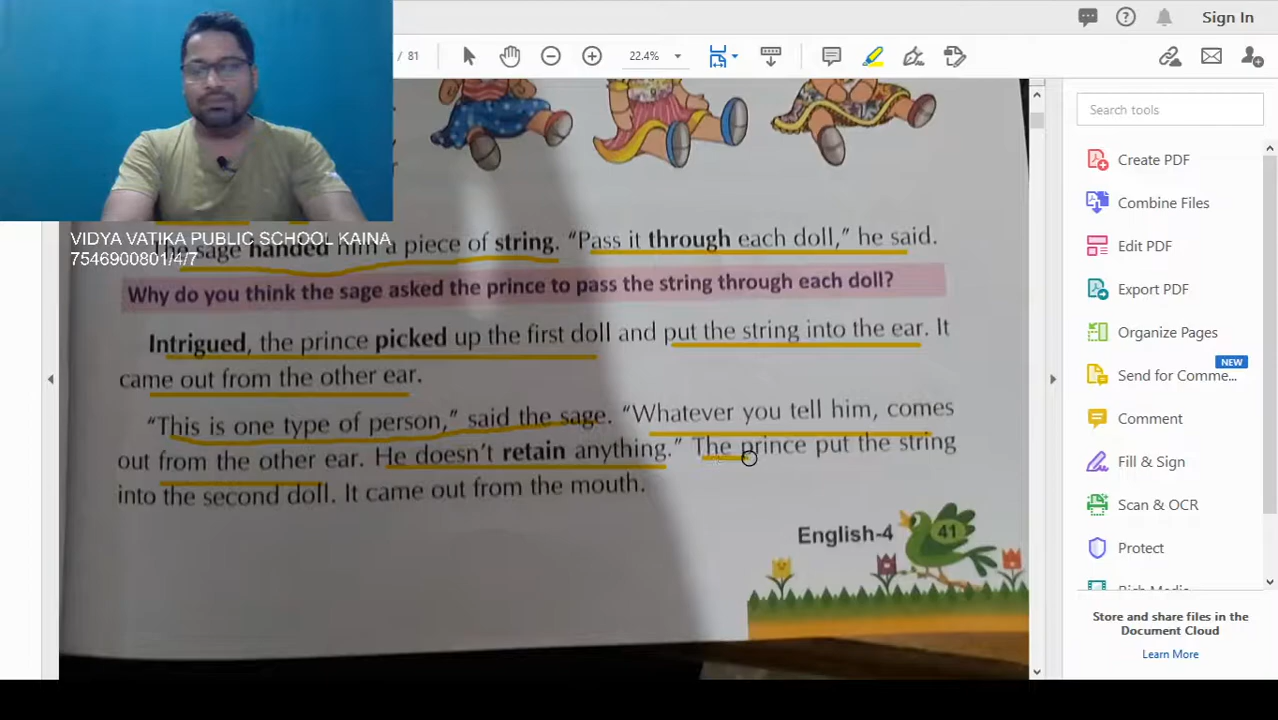 / 81
22.4%
Sign In
Search tools
Create PDF
Combine Files
Edit PDF
Export PDF
Organize Pages
NEW
Send for Comme...
Comment
Fill & Sign
Scan & OCR
Protect
Store and share files in the
Document Cloud
Learn More
VIDYA VATIKA PUBLIC SCHOOL KAINA
7546900801/4/7
The sage handed him a piece of string. "Pass it through each doll," he said.
Why do you think the sage asked the prince to pass the string through each doll?
Intrigued, the prince picked up the first doll and put the string into the ear. It
came out from the other ear.
"This is one type of person," said the sage. "Whatever you tell him, comes
out from the other ear. He doesn't retain anything." The prince put the string
into the second doll. It came out from the mouth.
English-4
41